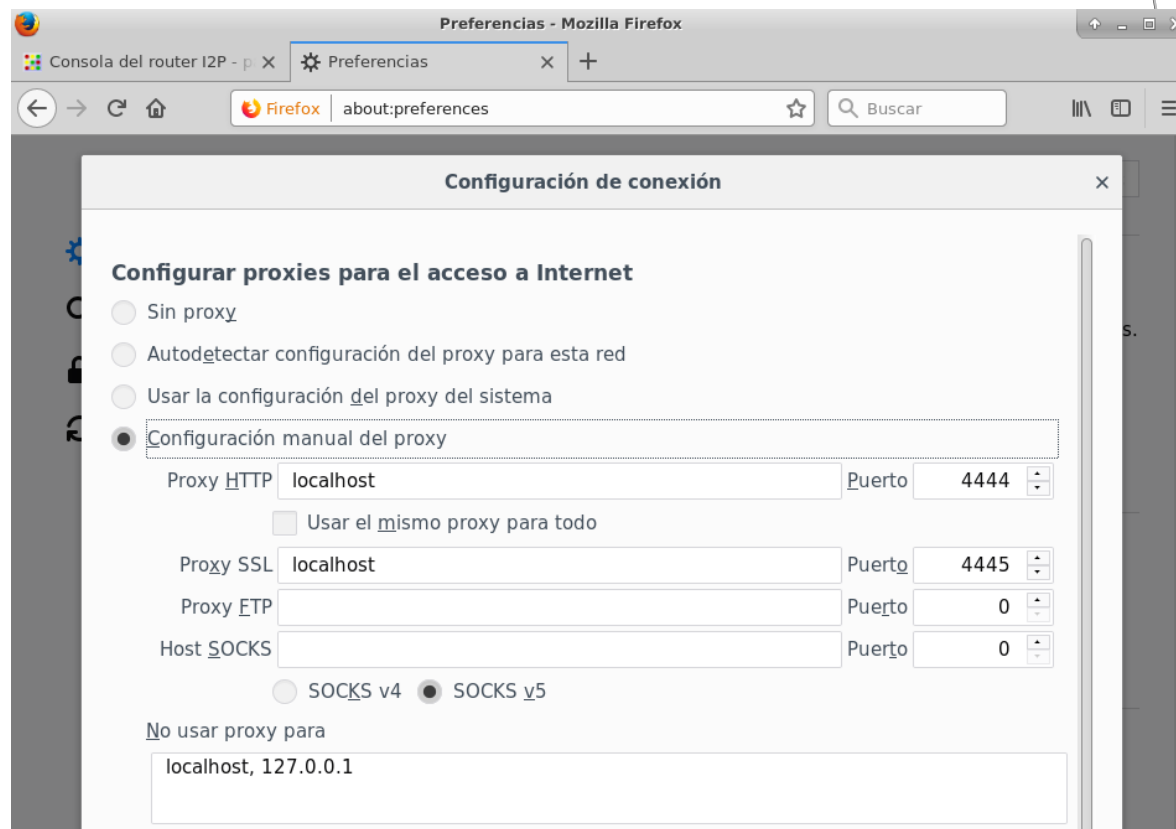 Preferencias - Mozilla Firefox
Consola del router I2P - p
Preferencias
Firefox about:preferences
Buscar
Configuración de conexión
Configurar proxies para el acceso a Internet
Sin proxy
s.
Autodetectar configuración del proxy para esta red
Usar la configuración del proxy del sistema
Configuración manual del proxy
Proxy HTTP localhost Puerto 4444
Usar el mismo proxy para todo
Proxy SSL localhost Puerto 4445
Proxy FTP Puerto 0
Host SOCKS Puerto 0
SOCKS v4 SOCKS v5
No usar proxy para
localhost, 127.0.0.1